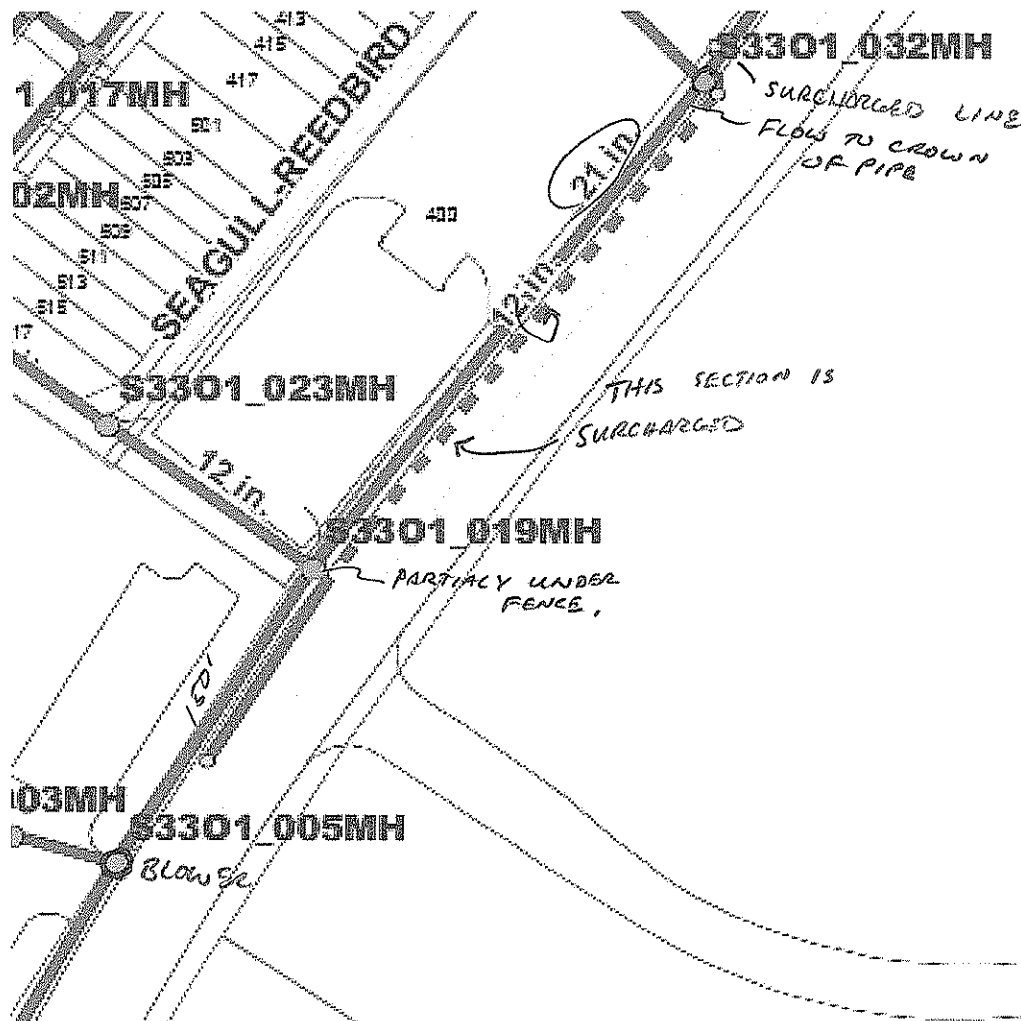 413
415
417
501
503
505
507
509
511
513
515
17
SEAGULL-REEDBIRD
1_017MH
02MH
400
S33O1_032MH
SURCHARGED LINE
FLOW TO CROWN
OF PIPE
21 in
12 in.
THIS SECTION IS
SURCHARGED
S33O1_023MH
12 in.
S33O1_019MH
PARTIALY UNDER
FENCE.
03MH
S33O1_005MH
BLOWER